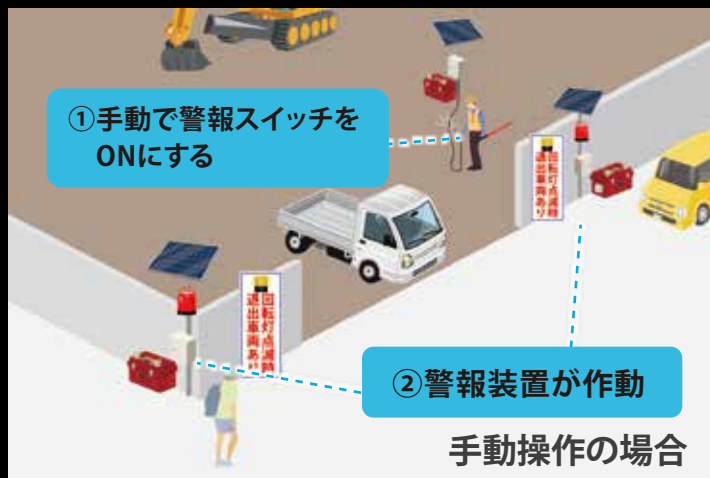 ①手動で警報スイッチを
ONにする
回転灯点滅時
退出車両あり
回転灯点滅時
退出車両あり
②警報装置が作動
手動操作の場合